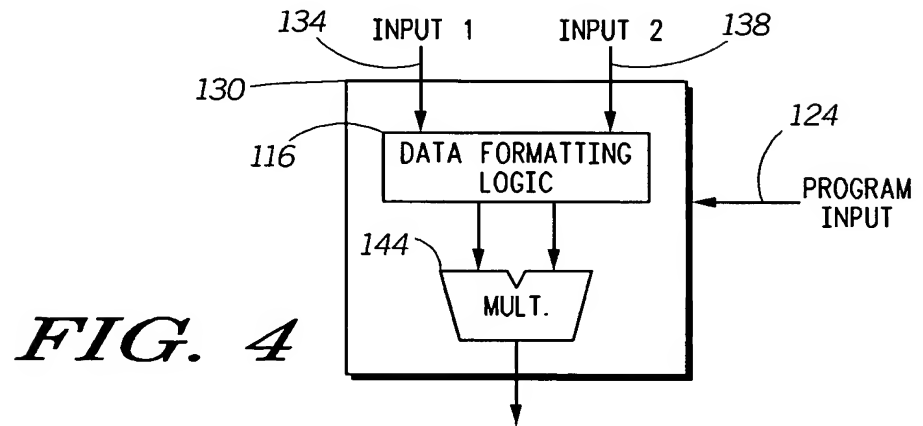 134
INPUT 1
INPUT 2
138
130
116
DATA FORMATTING
LOGIC
124
PROGRAM
INPUT
144
MULT.
FIG. 4